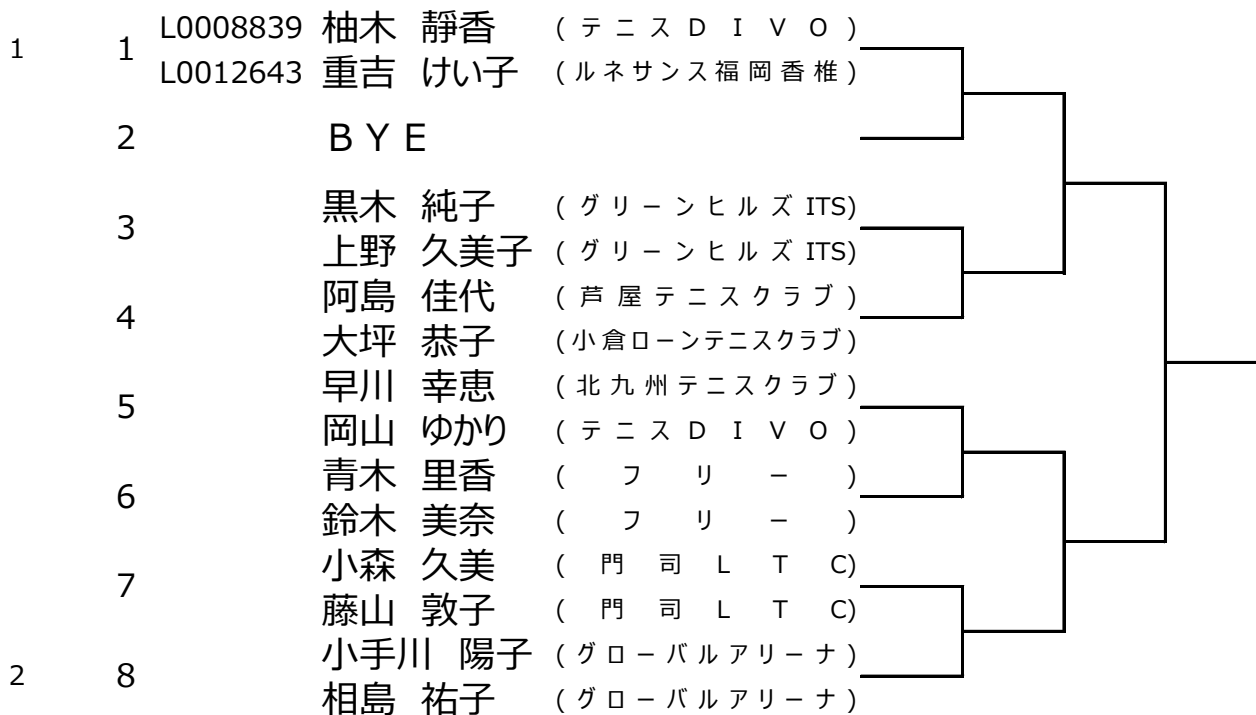 L0008839 柚木 靜香 (テニスDIVO)
1 1
L0012643 重吉 けい子 (ルネサンス福岡香椎)
2 BYE
黒木 純子 (グリーンヒルズITS)
3
上野 久美子 (グリーンヒルズITS)
阿島 佳代 (芦屋テニスクラブ)
4
大坪 恭子 (小倉ローンテニスクラブ)
早川 幸恵 (北九州テニスクラブ)
5
岡山 ゆかり (テニスDIVO)
青木 里香 (フリー)
6
鈴木 美奈 (フリー)
小森 久美 (門司LTC)
7
藤山 敦子 (門司LTC)
小手川 陽子 (グローバルアリーナ)
2 8
相島 祐子 (グローバルアリーナ)